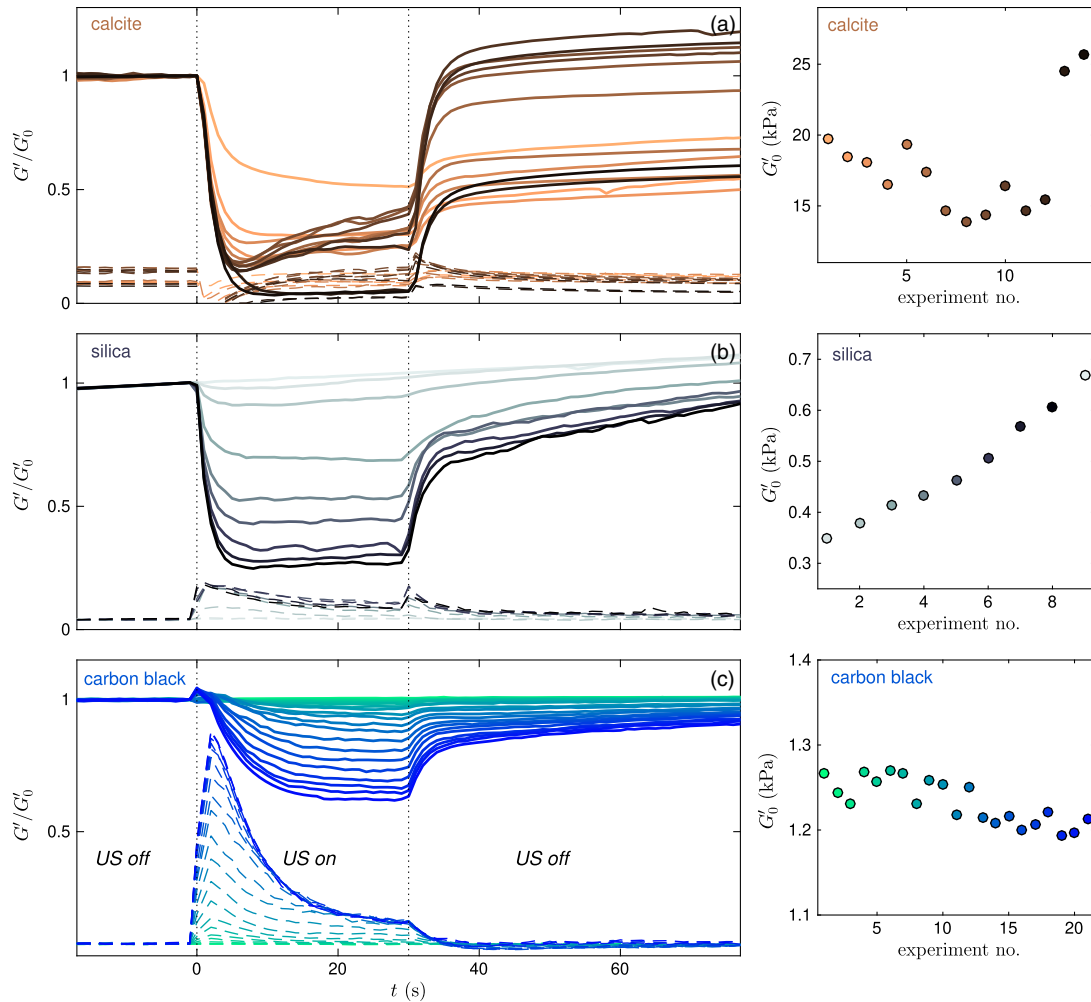 calcite
(a)
1
0.5
0
G′/G′0
calcite
25
20
15
G′0 (kPa)
5 10
experiment no.
silica
(b)
1
0.5
0
G′/G′0
silica
0.7
0.6
0.5
0.4
0.3
G′0 (kPa)
2 4 6 8
experiment no.
carbon black
(c)
1
0.5
G′/G′0
US off US on US off
0 20 40 60
t (s)
carbon black
1.4
1.3
1.2
1.1
G′0 (kPa)
5 10 15 20
experiment no.